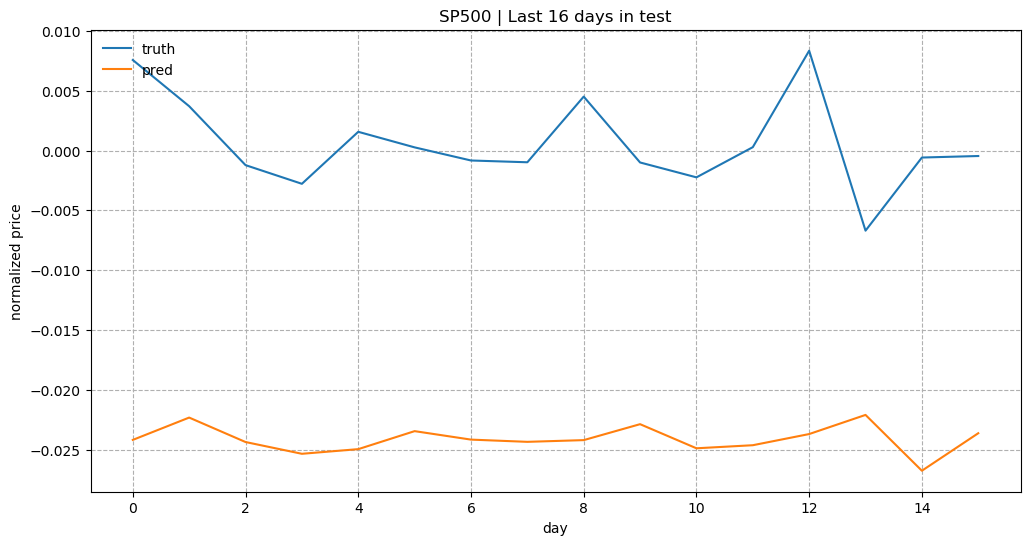 SP500 | Last 16 days in test
truth
pred
0.010
0.005
0.000
−0.005
−0.010
−0.015
−0.020
−0.025
normalized price
0 2 4 6 8 10 12 14
day